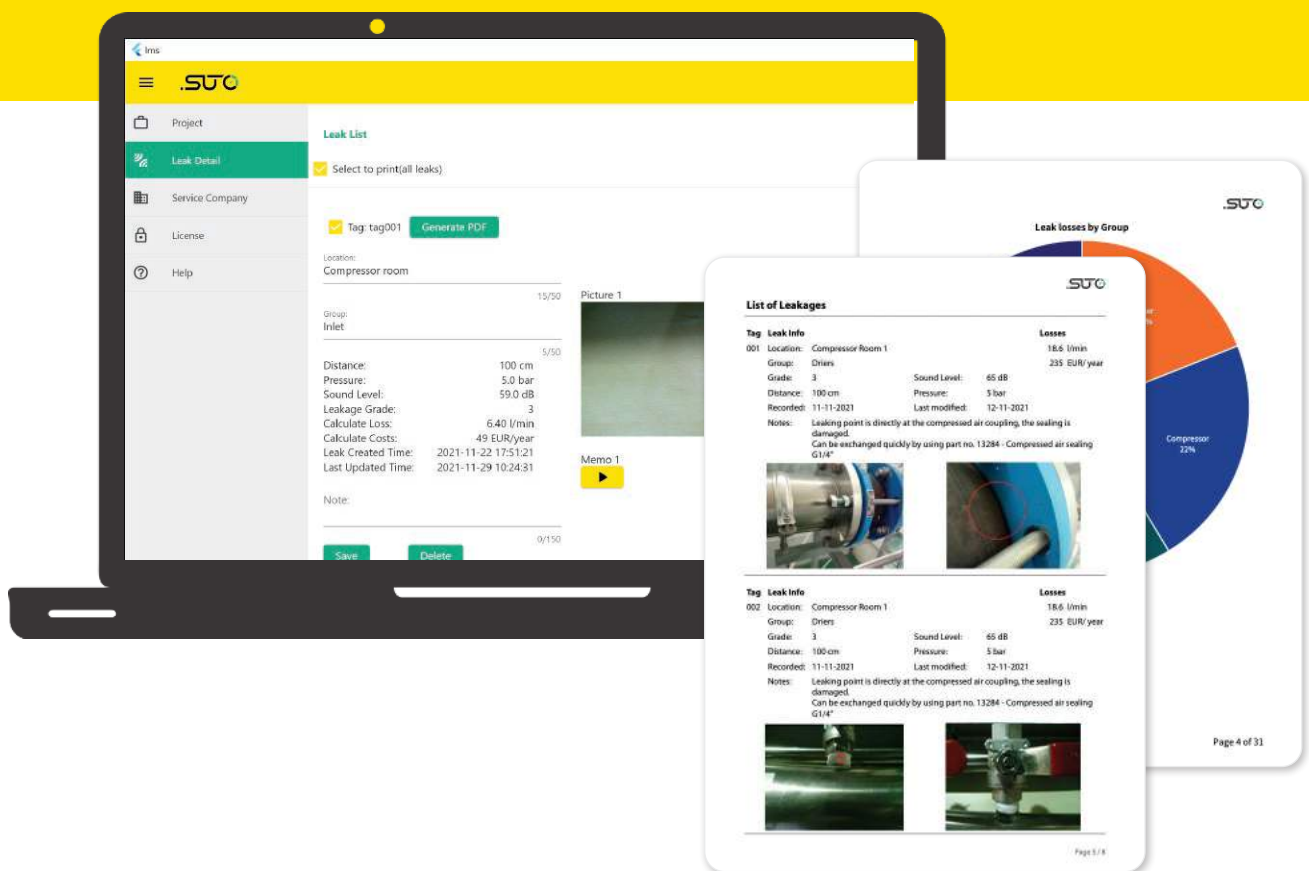 lms
.SUTO
Project
Leak Detail
Service Company
License
Help
Leak List
Select to print(all leaks)
Tag: tag001
Generate PDF
Location:
Compressor room
15/50
Group:
Inlet
5/50
Distance: 100 cm
Pressure: 5.0 bar
Sound Level: 59.0 dB
Leakage Grade: 3
Calculate Loss: 6.40 l/min
Calculate Costs: 49 EUR/year
Leak Created Time: 2021-11-22 17:51:21
Last Updated Time: 2021-11-29 10:24:31
Note:
0/150
Save
Delete
Picture 1
Memo 1
.SUTO
List of Leakages
Tag Leak Info Losses
001 Location: Compressor Room 1 18.6 l/min
Group: Driers 235 EUR/year
Grade: 3 Sound Level: 65 dB
Distance: 100 cm Pressure: 5 bar
Recorded: 11-11-2021 Last modified: 12-11-2021
Notes: Leaking point is directly at the compressed air coupling, the sealing is
damaged.
Can be exchanged quickly by using part no. 13284 - Compressed air sealing
G1/4"
Tag Leak Info Losses
002 Location: Compressor Room 1 18.6 l/min
Group: Driers 235 EUR/year
Grade: 3 Sound Level: 65 dB
Distance: 100 cm Pressure: 5 bar
Recorded: 11-11-2021 Last modified: 12-11-2021
Notes: Leaking point is directly at the compressed air coupling, the sealing is
damaged.
Can be exchanged quickly by using part no. 13284 - Compressed air sealing
G1/4"
Page 5 / 8
.SUTO
Leak losses by Group
Compressor
22%
Page 4 of 31